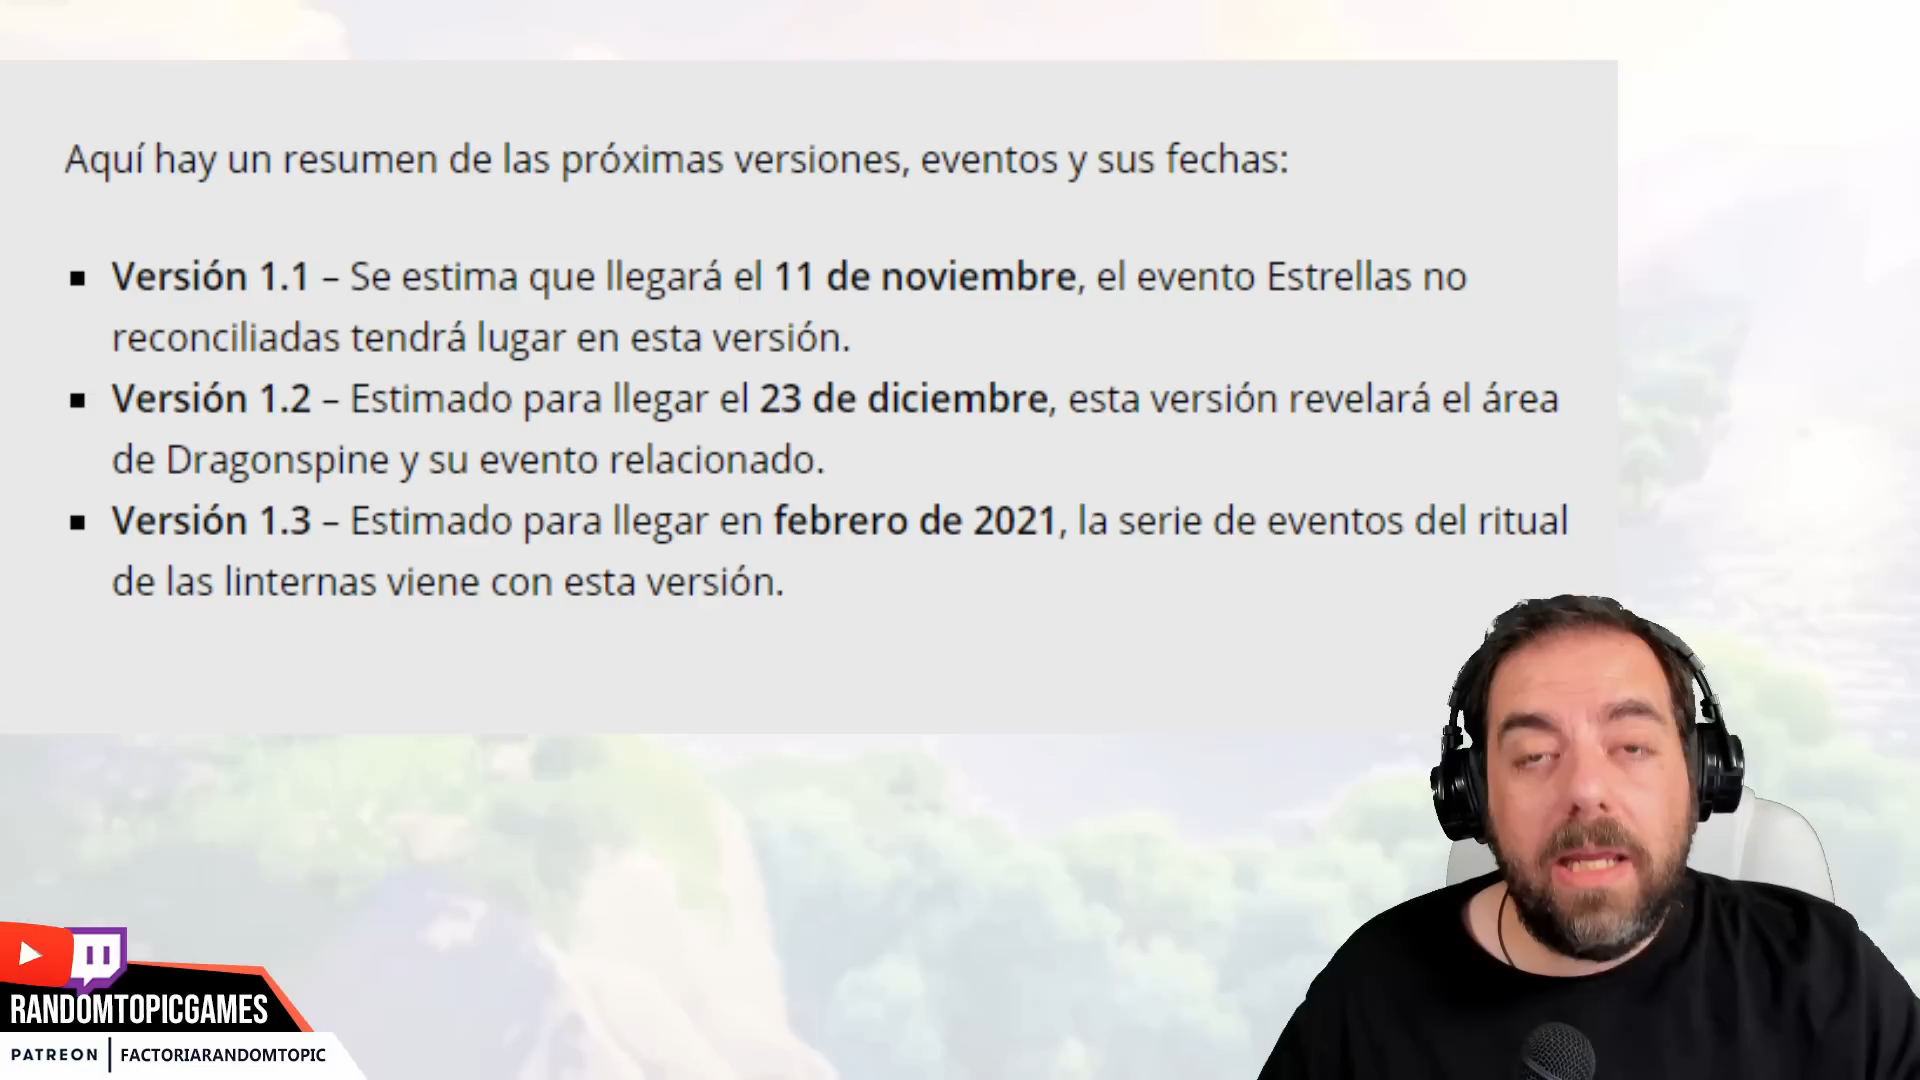 Aquí hay un resumen de las próximas versiones, eventos y sus fechas:
▪ Versión 1.1 – Se estima que llegará el 11 de noviembre, el evento Estrellas no
reconciliadas tendrá lugar en esta versión.
▪ Versión 1.2 – Estimado para llegar el 23 de diciembre, esta versión revelará el área
de Dragonspine y su evento relacionado.
▪ Versión 1.3 – Estimado para llegar en febrero de 2021, la serie de eventos del ritual
de las linternas viene con esta versión.
RANDOMTOPICGAMES
PATREON | FACTORIARANDOMTOPIC